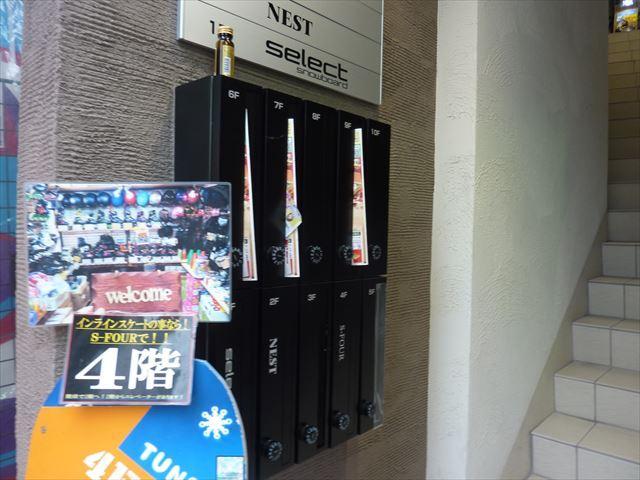 NEST
select
snowboard
6F
7F
8F
9F
10F
2F
3F
4F
5F
NEST
S-FOUR
welcome
インラインスケートの事なら!
S-FOURで!!
4階
TUN